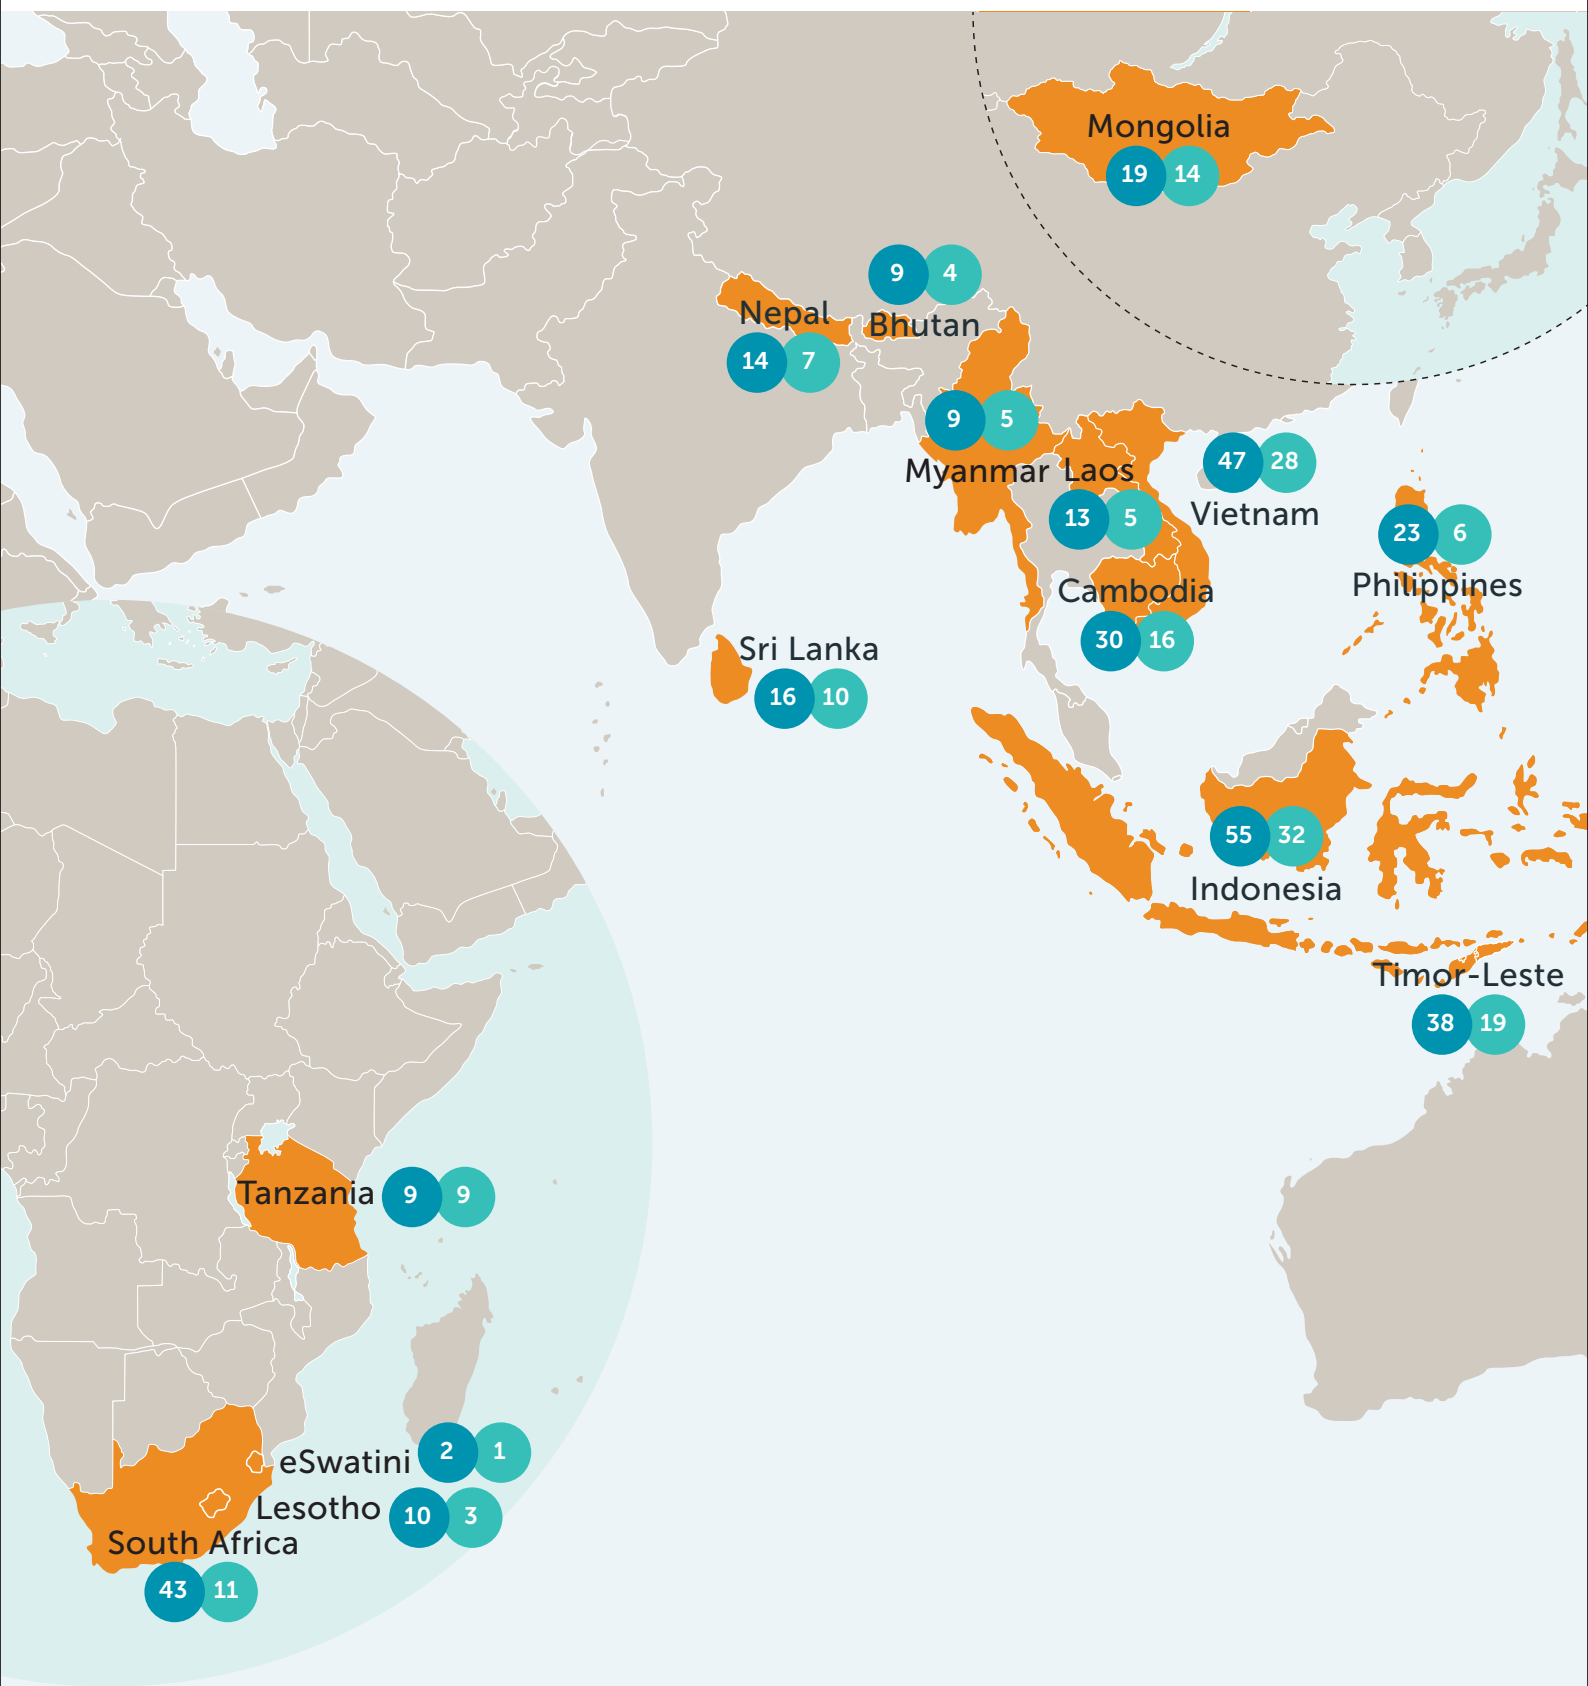 Mongolia
19 14
9 4
Bhutan
Nepal
14 7
9 5
Myanmar
Laos
13 5
47 28
Vietnam
23 6
Philippines
Cambodia
30 16
Sri Lanka
16 10
55 32
Indonesia
Timor-Leste
38 19
Tanzania 9 9
eSwatini 2 1
Lesotho 10 3
South Africa
43 11